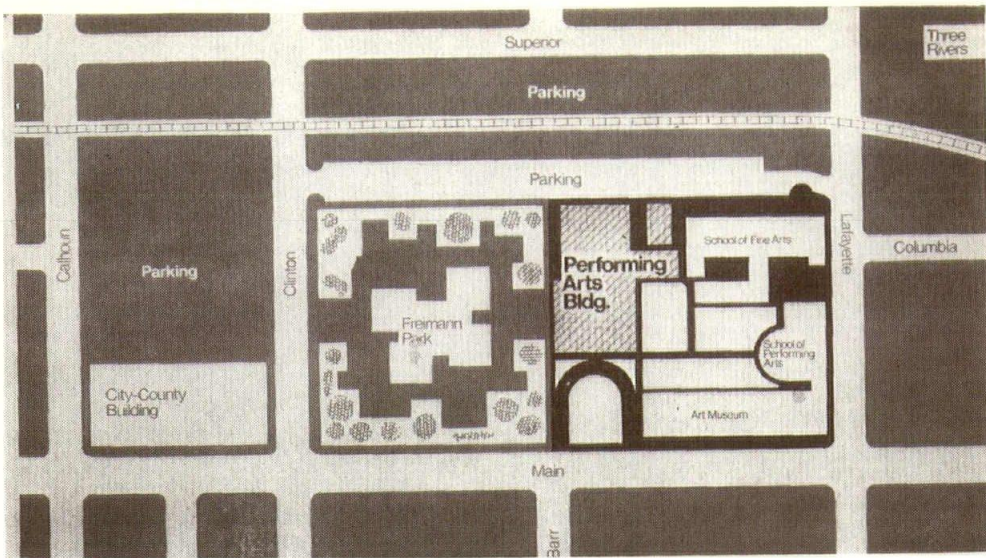 Superior
Three
Rivers
Parking
Parking
Calhoun
Parking
Clinton
Freimann
Park
Performing
Arts
Bldg.
School of Fine Arts
Lafayette
Columbia
School of
Performing
Arts
City-County
Building
Art Museum
Main
Barr